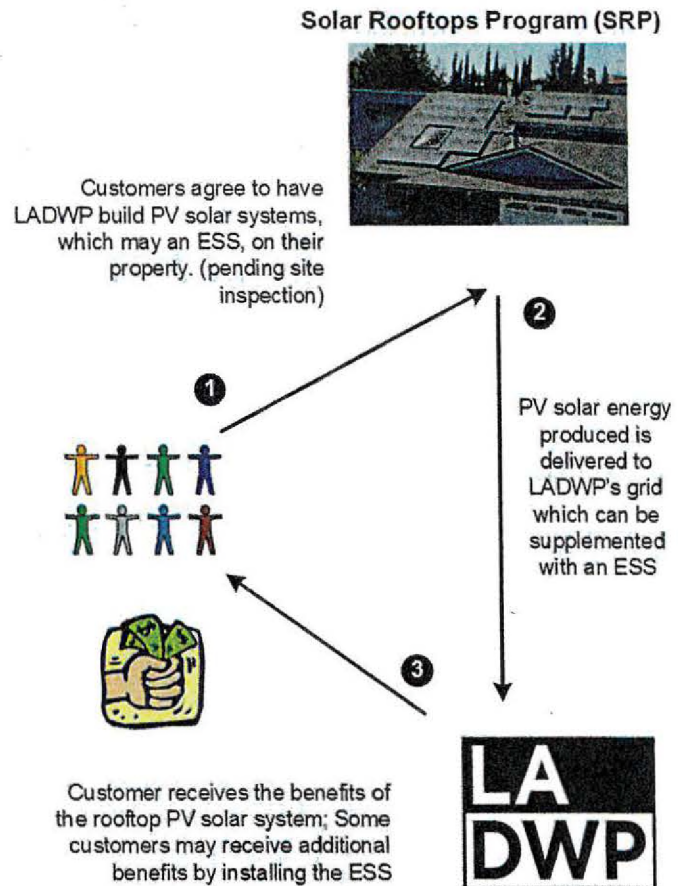 Solar Rooftops Program (SRP)
Customers agree to have
LADWP build PV solar systems,
which may an ESS, on their
property. (pending site
inspection)
1
2
PV solar energy
produced is
delivered to
LADWP's grid
which can be
supplemented
with an ESS
3
Customer receives the benefits of
the rooftop PV solar system; Some
customers may receive additional
benefits by installing the ESS
LA
DWP